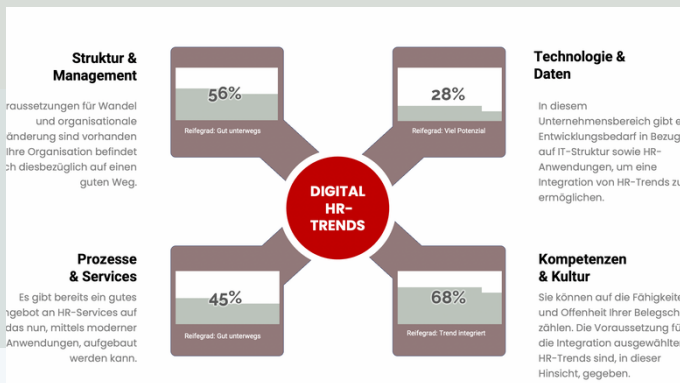 Struktur &
Management
raussetzungen für Wandel
und organisationale
änderung sind vorhanden
Ihre Organisation befindet
ch diesbezüglich auf einen
guten Weg.
56%
Reifegrad: Gut unterwegs
28%
Reifegrad: Viel Potenzial
Technologie &
Daten
In diesem
Unternehmensbereich gibt e
Entwicklungsbedarf in Bezug
auf IT-Struktur sowie HR-
Anwendungen, um eine
Integration von HR-Trends zu
ermöglichen.
DIGITAL
HR-
TRENDS
Prozesse
& Services
Es gibt bereits ein gutes
ngebot an HR-Services auf
das nun, mittels moderner
Anwendungen, aufgebaut
werden kann.
45%
Reifegrad: Gut unterwegs
68%
Reifegrad: Trend integriert
Kompetenzen
& Kultur
Sie können auf die Fähigkeite
und Offenheit Ihrer Belegsch
zählen. Die Voraussetzung fü
die Integration ausgewählter
HR-Trends sind, in dieser
Hinsicht, gegeben.